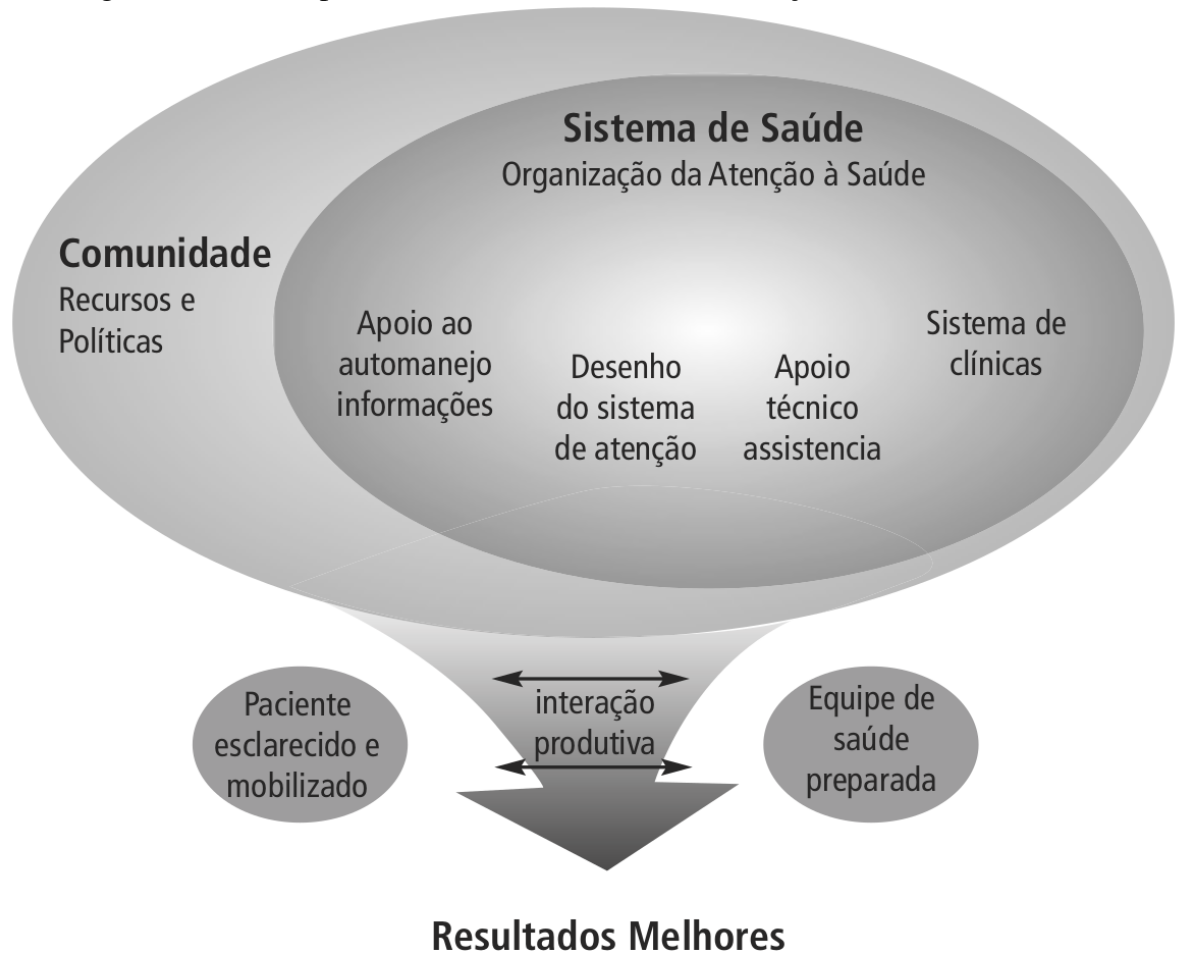 Sistema de Saúde
Organização da Atenção à Saúde
Comunidade
Recursos e
Políticas
Apoio ao
automanejo
informações
Desenho
do sistema
de atenção
Apoio
técnico
assistencia
Sistema de
clínicas
Paciente
esclarecido e
mobilizado
interação
produtiva
Equipe de
saúde
preparada
Resultados Melhores